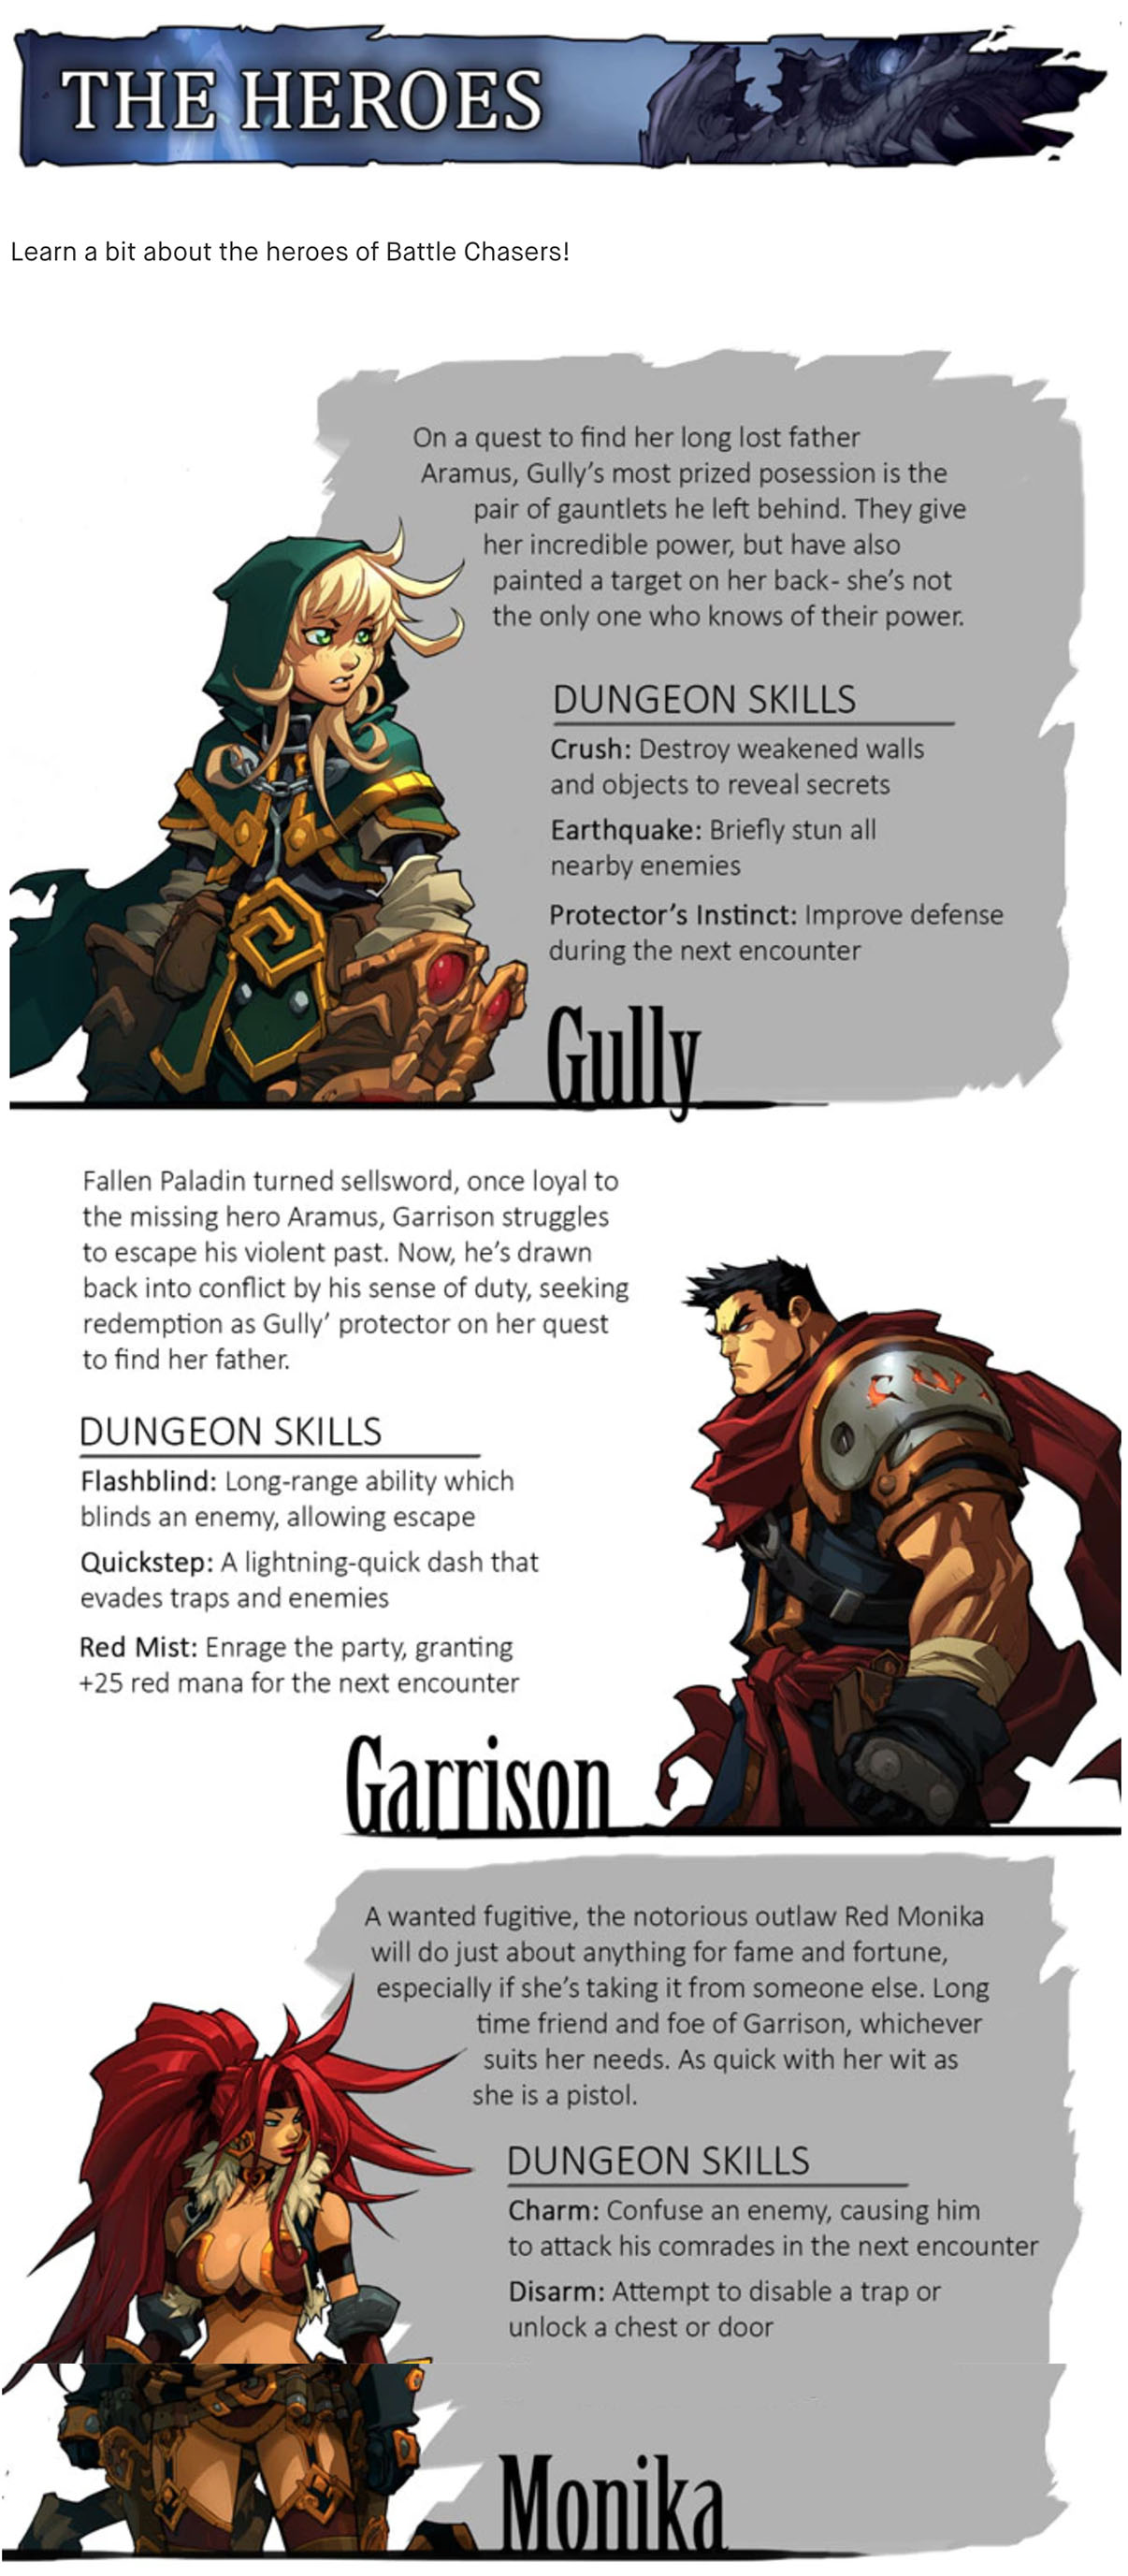 THE HEROES
Learn a bit about the heroes of Battle Chasers!
On a quest to find her long lost father
Aramus, Gully’s most prized posession is the
pair of gauntlets he left behind. They give
her incredible power, but have also
painted a target on her back- she’s not
the only one who knows of their power.
DUNGEON SKILLS
Crush: Destroy weakened walls
and objects to reveal secrets
Earthquake: Briefly stun all
nearby enemies
Protector’s Instinct: Improve defense
during the next encounter
Gully
Fallen Paladin turned sellsword, once loyal to
the missing hero Aramus, Garrison struggles
to escape his violent past. Now, he’s drawn
back into conflict by his sense of duty, seeking
redemption as Gully’ protector on her quest
to find her father.
DUNGEON SKILLS
Flashblind: Long-range ability which
blinds an enemy, allowing escape
Quickstep: A lightning-quick dash that
evades traps and enemies
Red Mist: Enrage the party, granting
+25 red mana for the next encounter
Garrison
A wanted fugitive, the notorious outlaw Red Monika
will do just about anything for fame and fortune,
especially if she’s taking it from someone else. Long
time friend and foe of Garrison, whichever
suits her needs. As quick with her wit as
she is a pistol.
DUNGEON SKILLS
Charm: Confuse an enemy, causing him
to attack his comrades in the next encounter
Disarm: Attempt to disable a trap or
unlock a chest or door
Monika